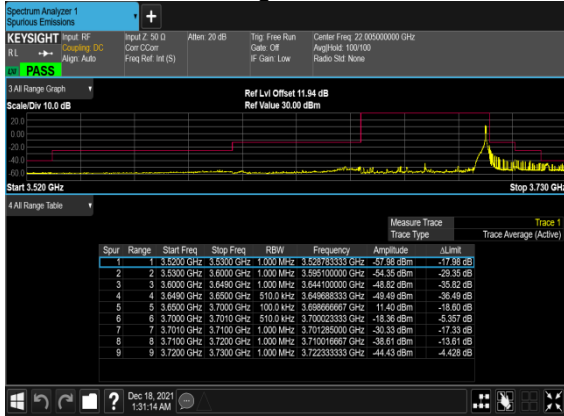 Spectrum Analyzer 1
Spurious Emissions
KEYSIGHT Input: RF Input Z: 50 Ω Atten: 20 dB Trig: Free Run Center Freq: 22.005000000 GHz
RL Coupling: DC Corr CCorr Gate: Off Avg|Hold: 100/100
Align: Auto Freq Ref: Int (S) IF Gain: Low Radio Std: None
PASS
3 All Range Graph
Ref Lvl Offset 11.94 dB
Scale/Div 10.0 dB Ref Value 30.00 dBm
20.0
0.00
-20.0
-40.0
-60.0
Start 3.520 GHz Stop 3.730 GHz
4 All Range Table
Measure Trace Trace 1
Trace Type Trace Average (Active)
Spur Range Start Freq Stop Freq RBW Frequency Amplitude ΔLimit
1 1 3.5200 GHz 3.5300 GHz 1.000 MHz 3.528783333 GHz -57.98 dBm -17.98 dB
2 2 3.5300 GHz 3.6000 GHz 1.000 MHz 3.595100000 GHz -54.35 dBm -29.35 dB
3 3 3.6000 GHz 3.6490 GHz 1.000 MHz 3.644100000 GHz -48.82 dBm -35.82 dB
4 4 3.6490 GHz 3.6500 GHz 510.0 kHz 3.649688333 GHz -49.49 dBm -36.49 dB
5 5 3.6500 GHz 3.7000 GHz 100.0 kHz 3.698666667 GHz 11.40 dBm -18.60 dB
6 6 3.7000 GHz 3.7010 GHz 510.0 kHz 3.700023333 GHz -18.36 dBm -5.357 dB
7 7 3.7010 GHz 3.7100 GHz 1.000 MHz 3.701285000 GHz -30.33 dBm -17.33 dB
8 8 3.7100 GHz 3.7200 GHz 1.000 MHz 3.710016667 GHz -38.61 dBm -13.61 dB
9 9 3.7200 GHz 3.7300 GHz 1.000 MHz 3.722333333 GHz -44.43 dBm -4.428 dB
Dec 18, 2021
1:31:14 AM